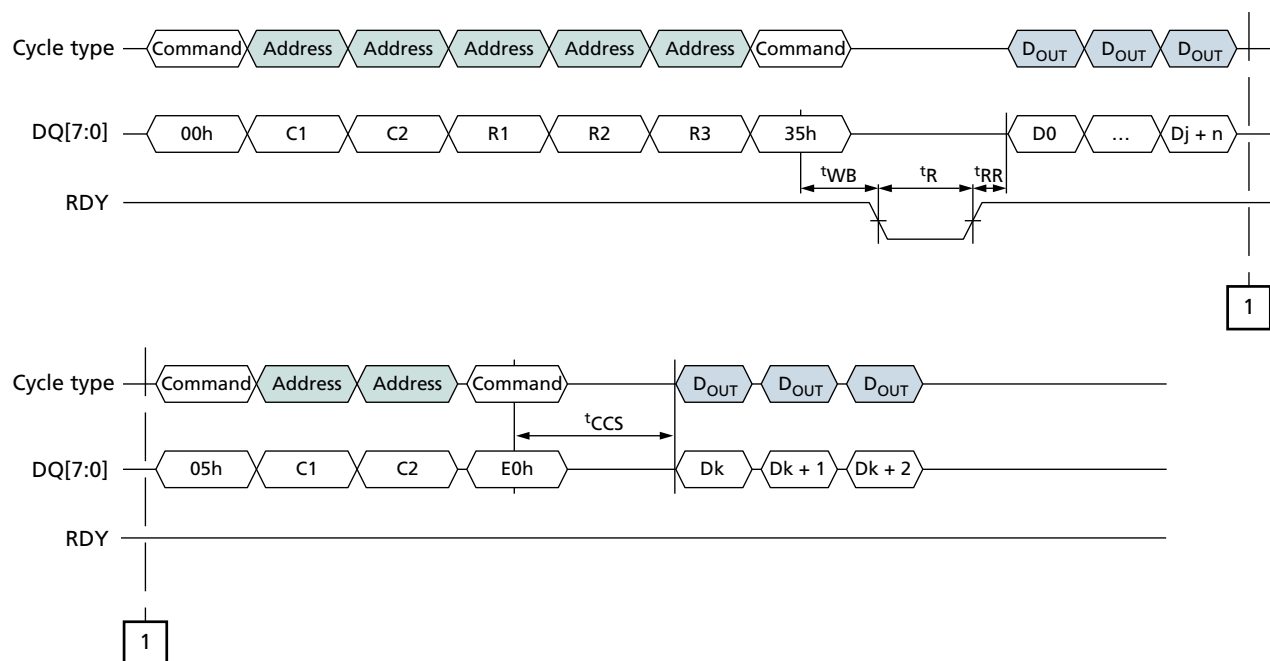 Cycle type Command Address Address Address Address Address Command DOUT DOUT DOUT
DQ[7:0] 00h C1 C2 R1 R2 R3 35h D0 ... Dj + n
tWB tR tRR
RDY
1
Cycle type Command Address Address Command DOUT DOUT DOUT
tCCS
DQ[7:0] 05h C1 C2 E0h Dk Dk + 1 Dk + 2
RDY
1